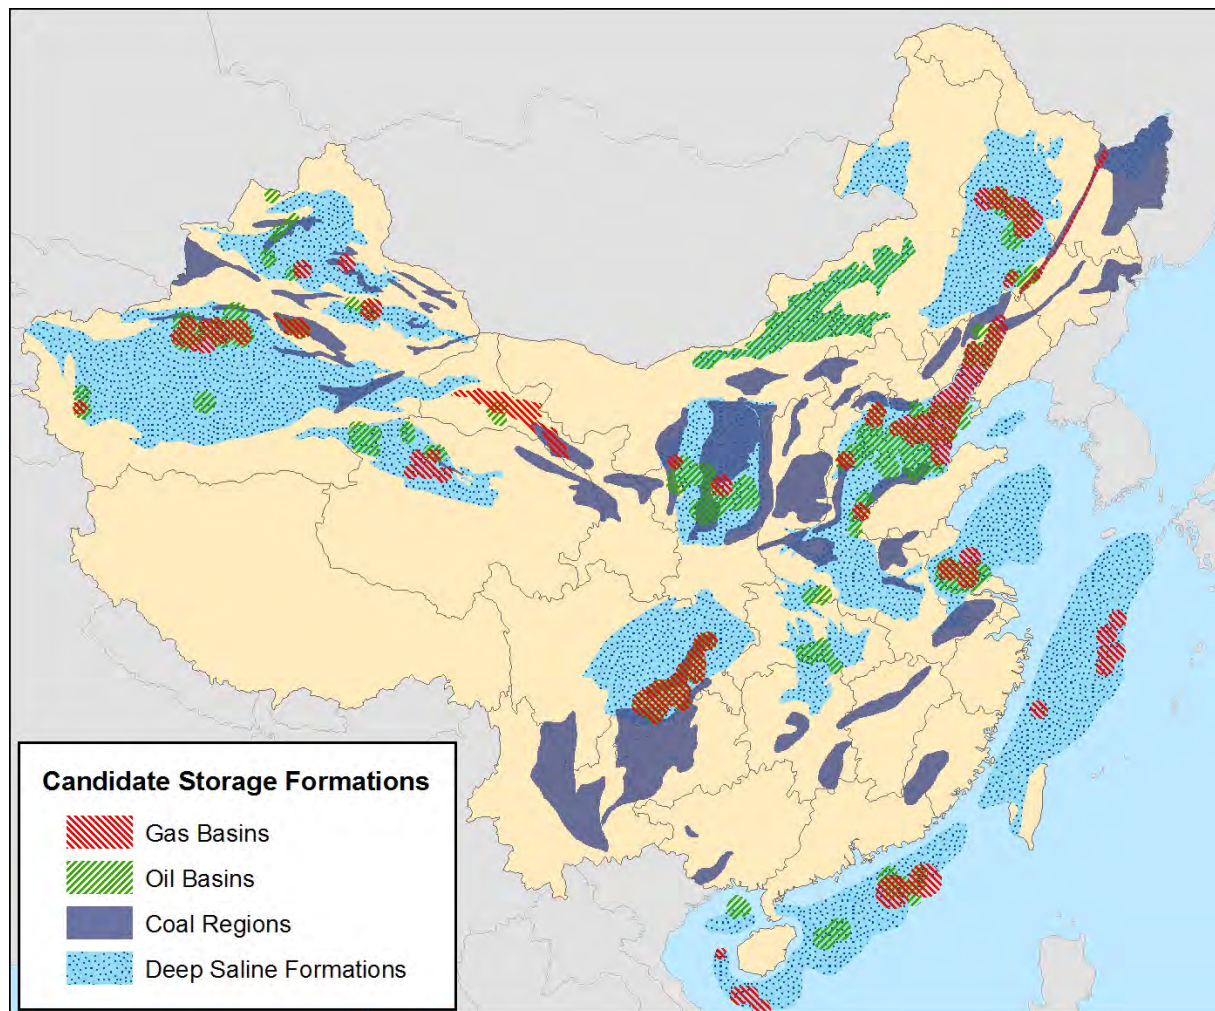 Candidate Storage Formations
Gas Basins
Oil Basins
Coal Regions
Deep Saline Formations